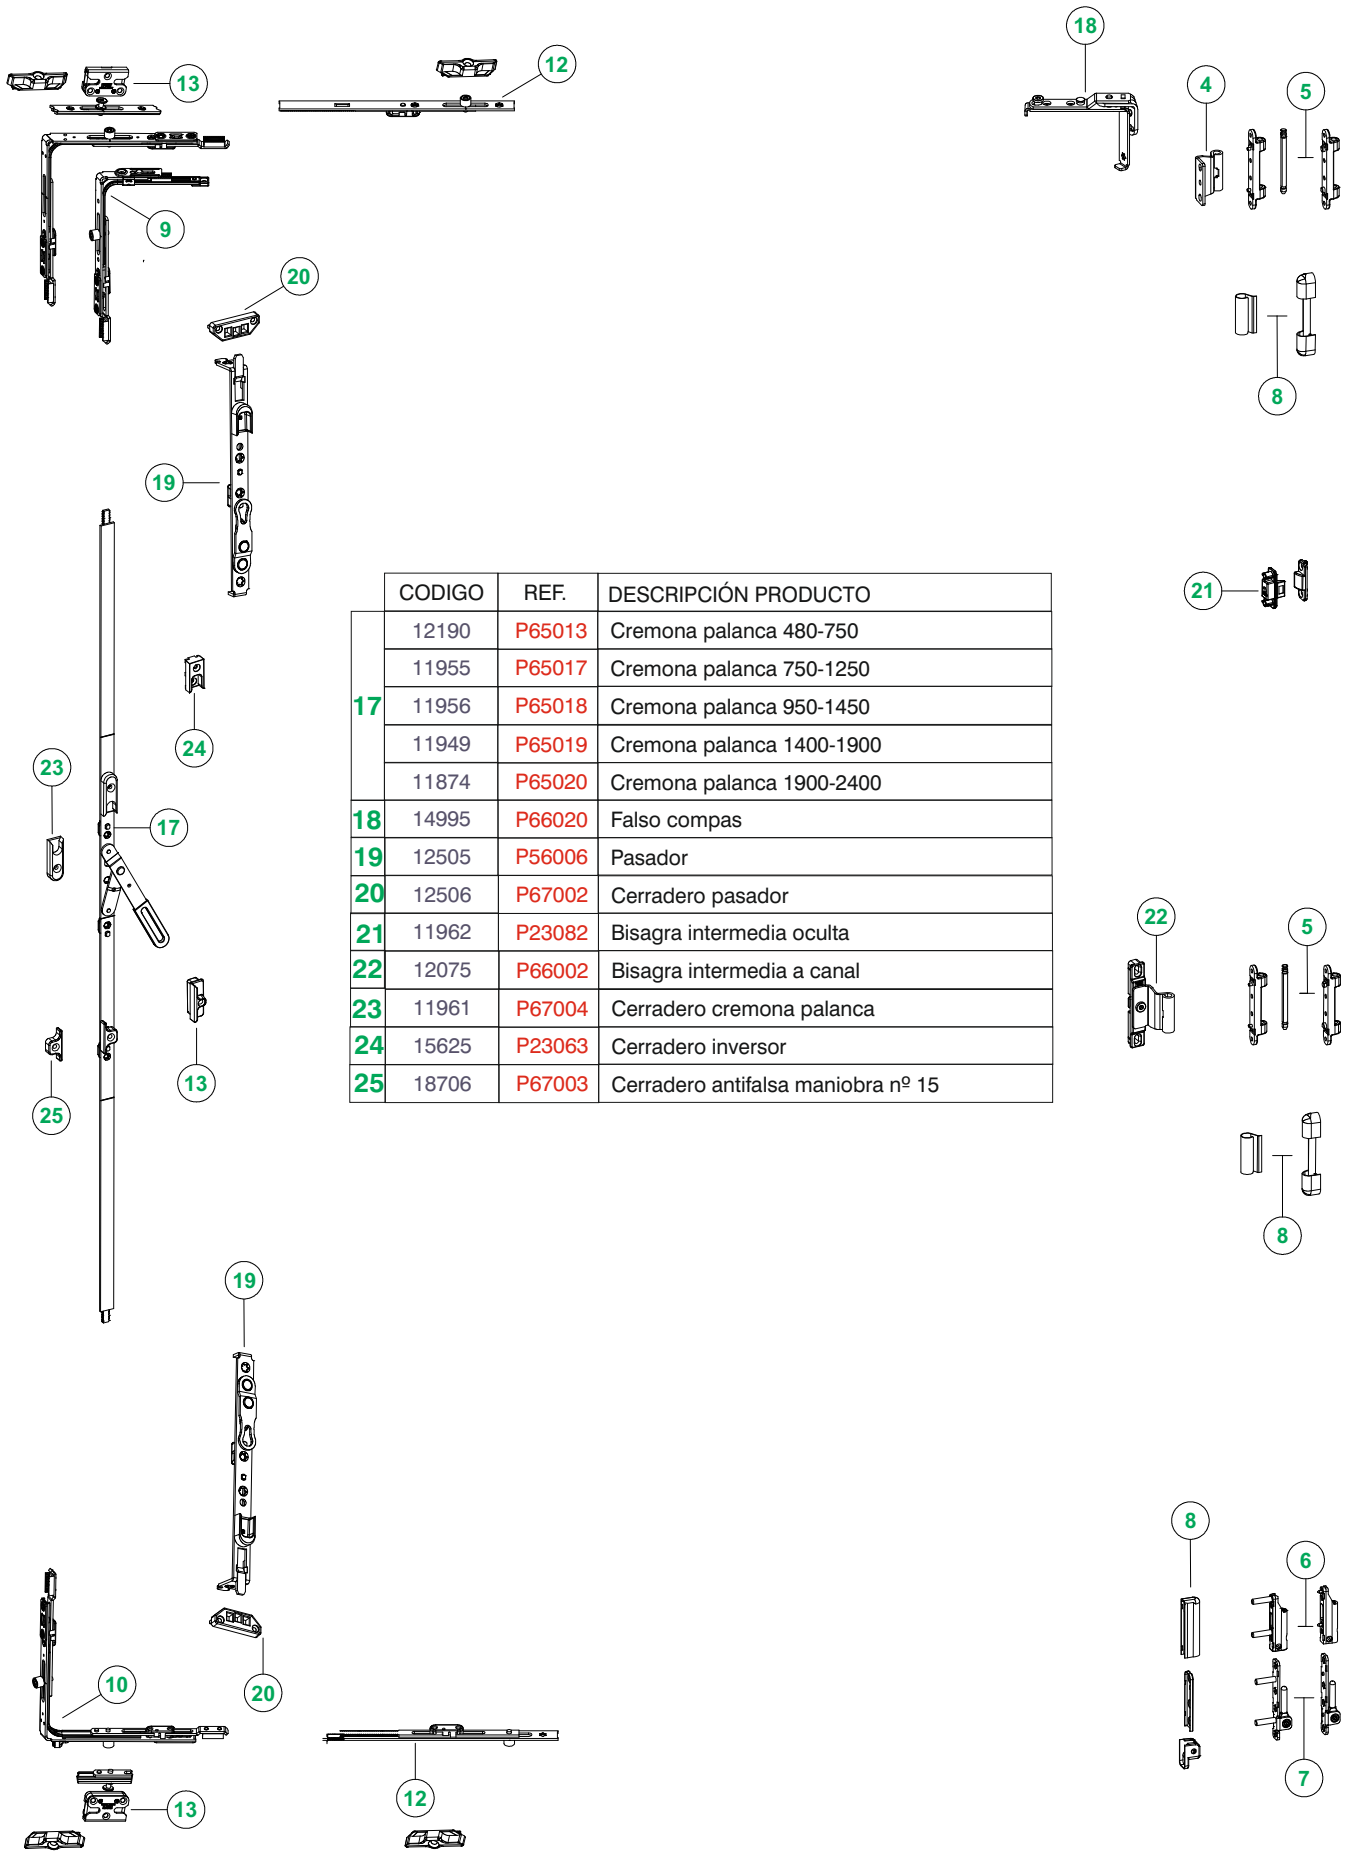 18
12
13
4
5
9
20
8
19
21
CODIGO REF. DESCRIPCIÓN PRODUCTO
12190 P65013 Cremona palanca 480-750
11955 P65017 Cremona palanca 750-1250
17 11956 P65018 Cremona palanca 950-1450
11949 P65019 Cremona palanca 1400-1900
11874 P65020 Cremona palanca 1900-2400
18 14995 P66020 Falso compas
19 12505 P56006 Pasador
20 12506 P67002 Cerradero pasador
21 11962 P23082 Bisagra intermedia oculta
22 12075 P66002 Bisagra intermedia a canal
23 11961 P67004 Cerradero cremona palanca
24 15625 P23063 Cerradero inversor
25 18706 P67003 Cerradero antifalsa maniobra nº 15
24
23
17
22
5
13
25
8
19
8
6
10
20
7
12
13